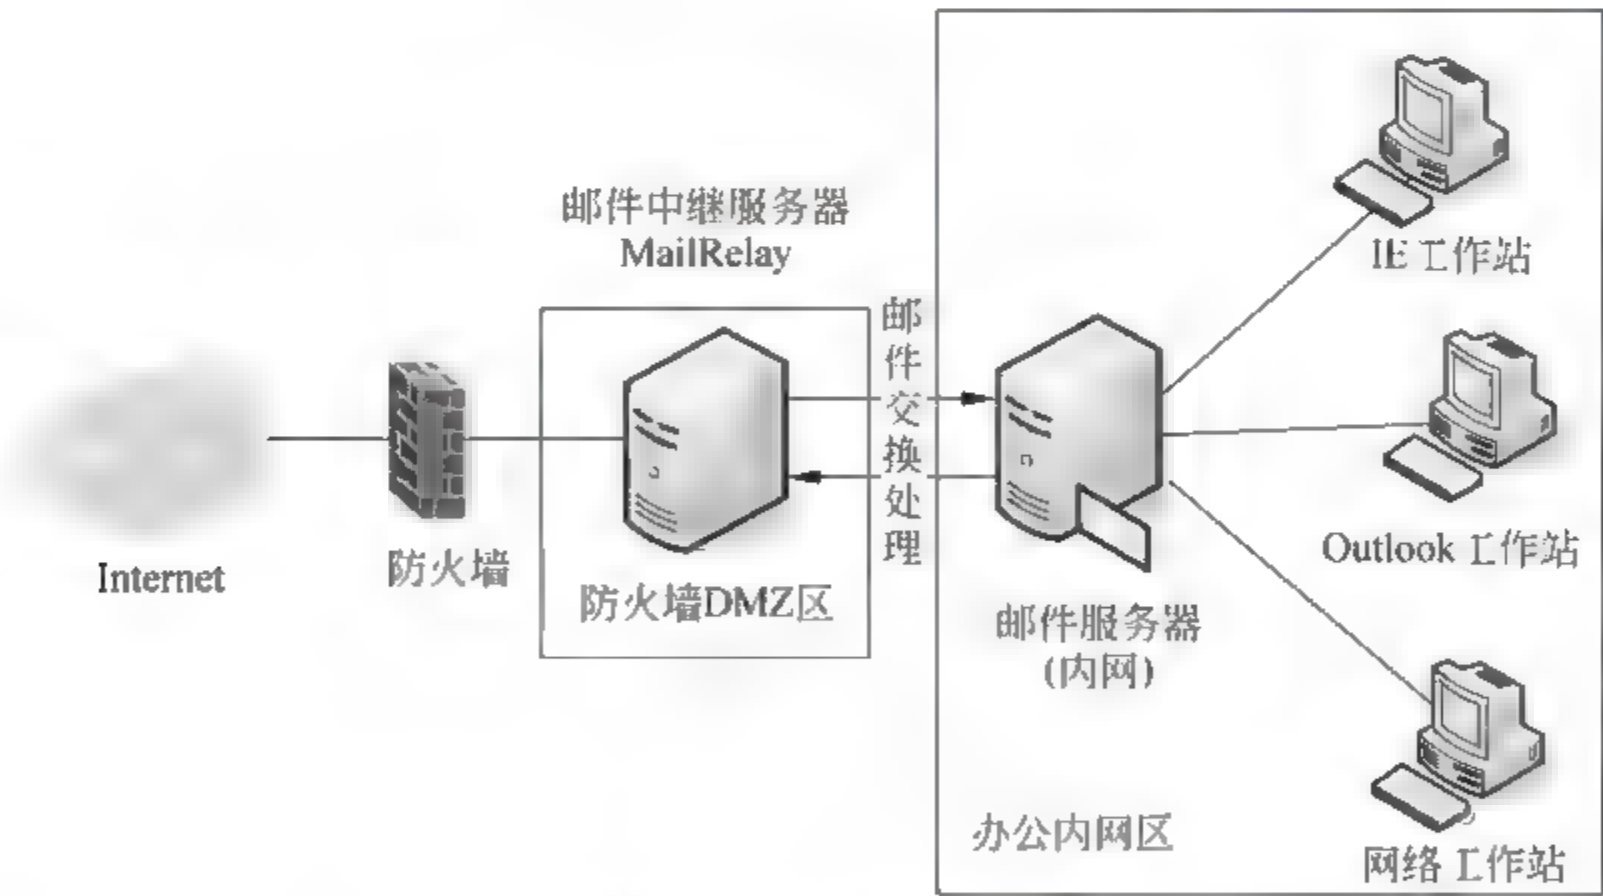 邮件中继服务器
MailRelay
邮件交换处理
IE 工作站
Internet
防火墙
防火墙DMZ区
邮件服务器
(内网)
Outlook 工作站
办公内网区
网络 工作站